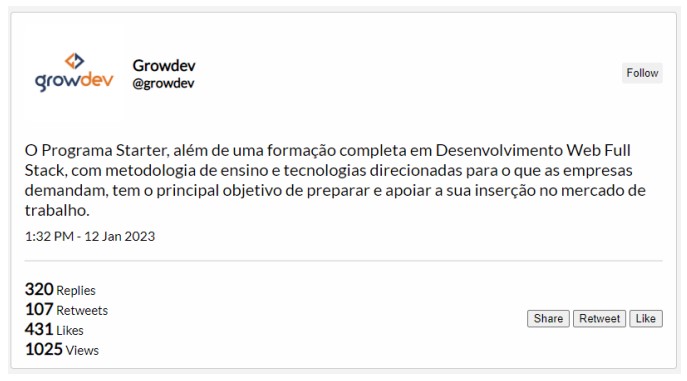 growdev
Growdev
@growdev
Follow
O Programa Starter, além de uma formação completa em Desenvolvimento Web Full
Stack, com metodologia de ensino e tecnologias direcionadas para o que as empresas
demandam, tem o principal objetivo de preparar e apoiar a sua inserção no mercado de
trabalho.
1:32 PM - 12 Jan 2023
320 Replies
107 Retweets
431 Likes
1025 Views
Share Retweet Like